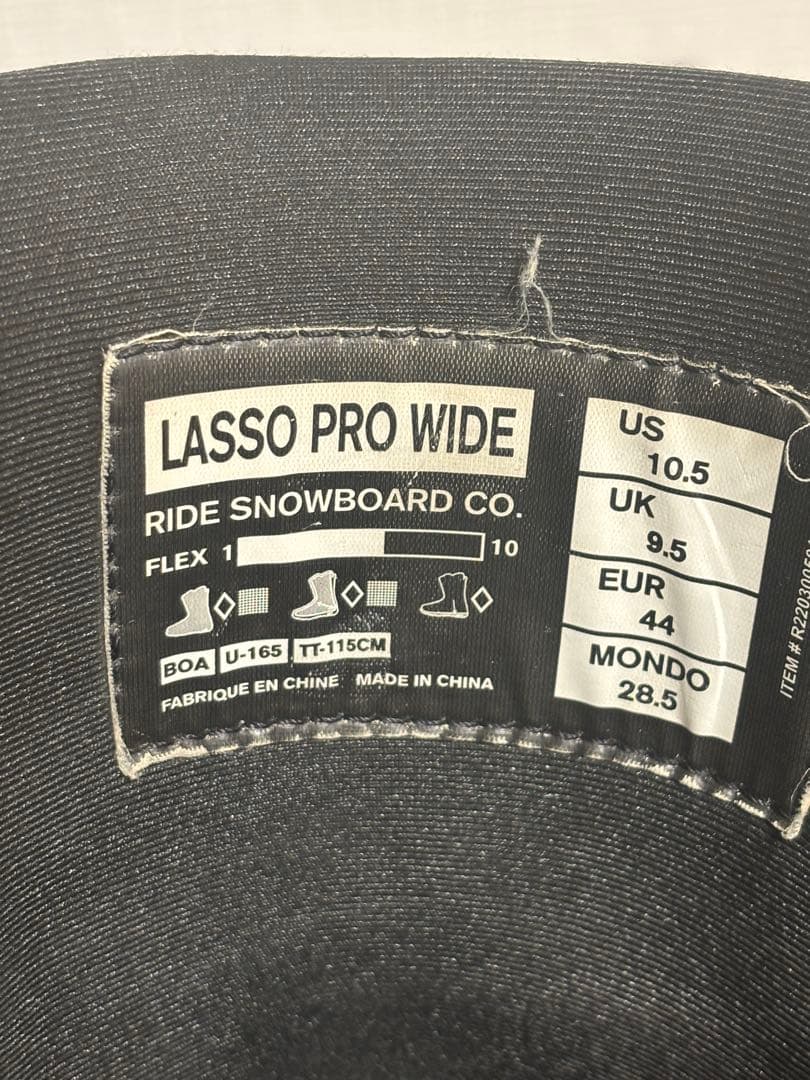 LASSO PRO WIDE
RIDE SNOWBOARD CO.
FLEX 1 10
BOA U-165 TT-115CM
FABRIQUE EN CHINE MADE IN CHINA
US
10.5
UK
9.5
EUR
44
MONDO
28.5
ITEM #